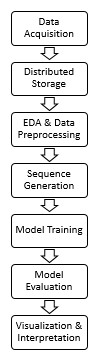 Data
Acquisition
Distributed
Storage
EDA & Data
Preprocessing
Sequence
Generation
Model Training
Model
Evaluation
Visualization &
Interpretation